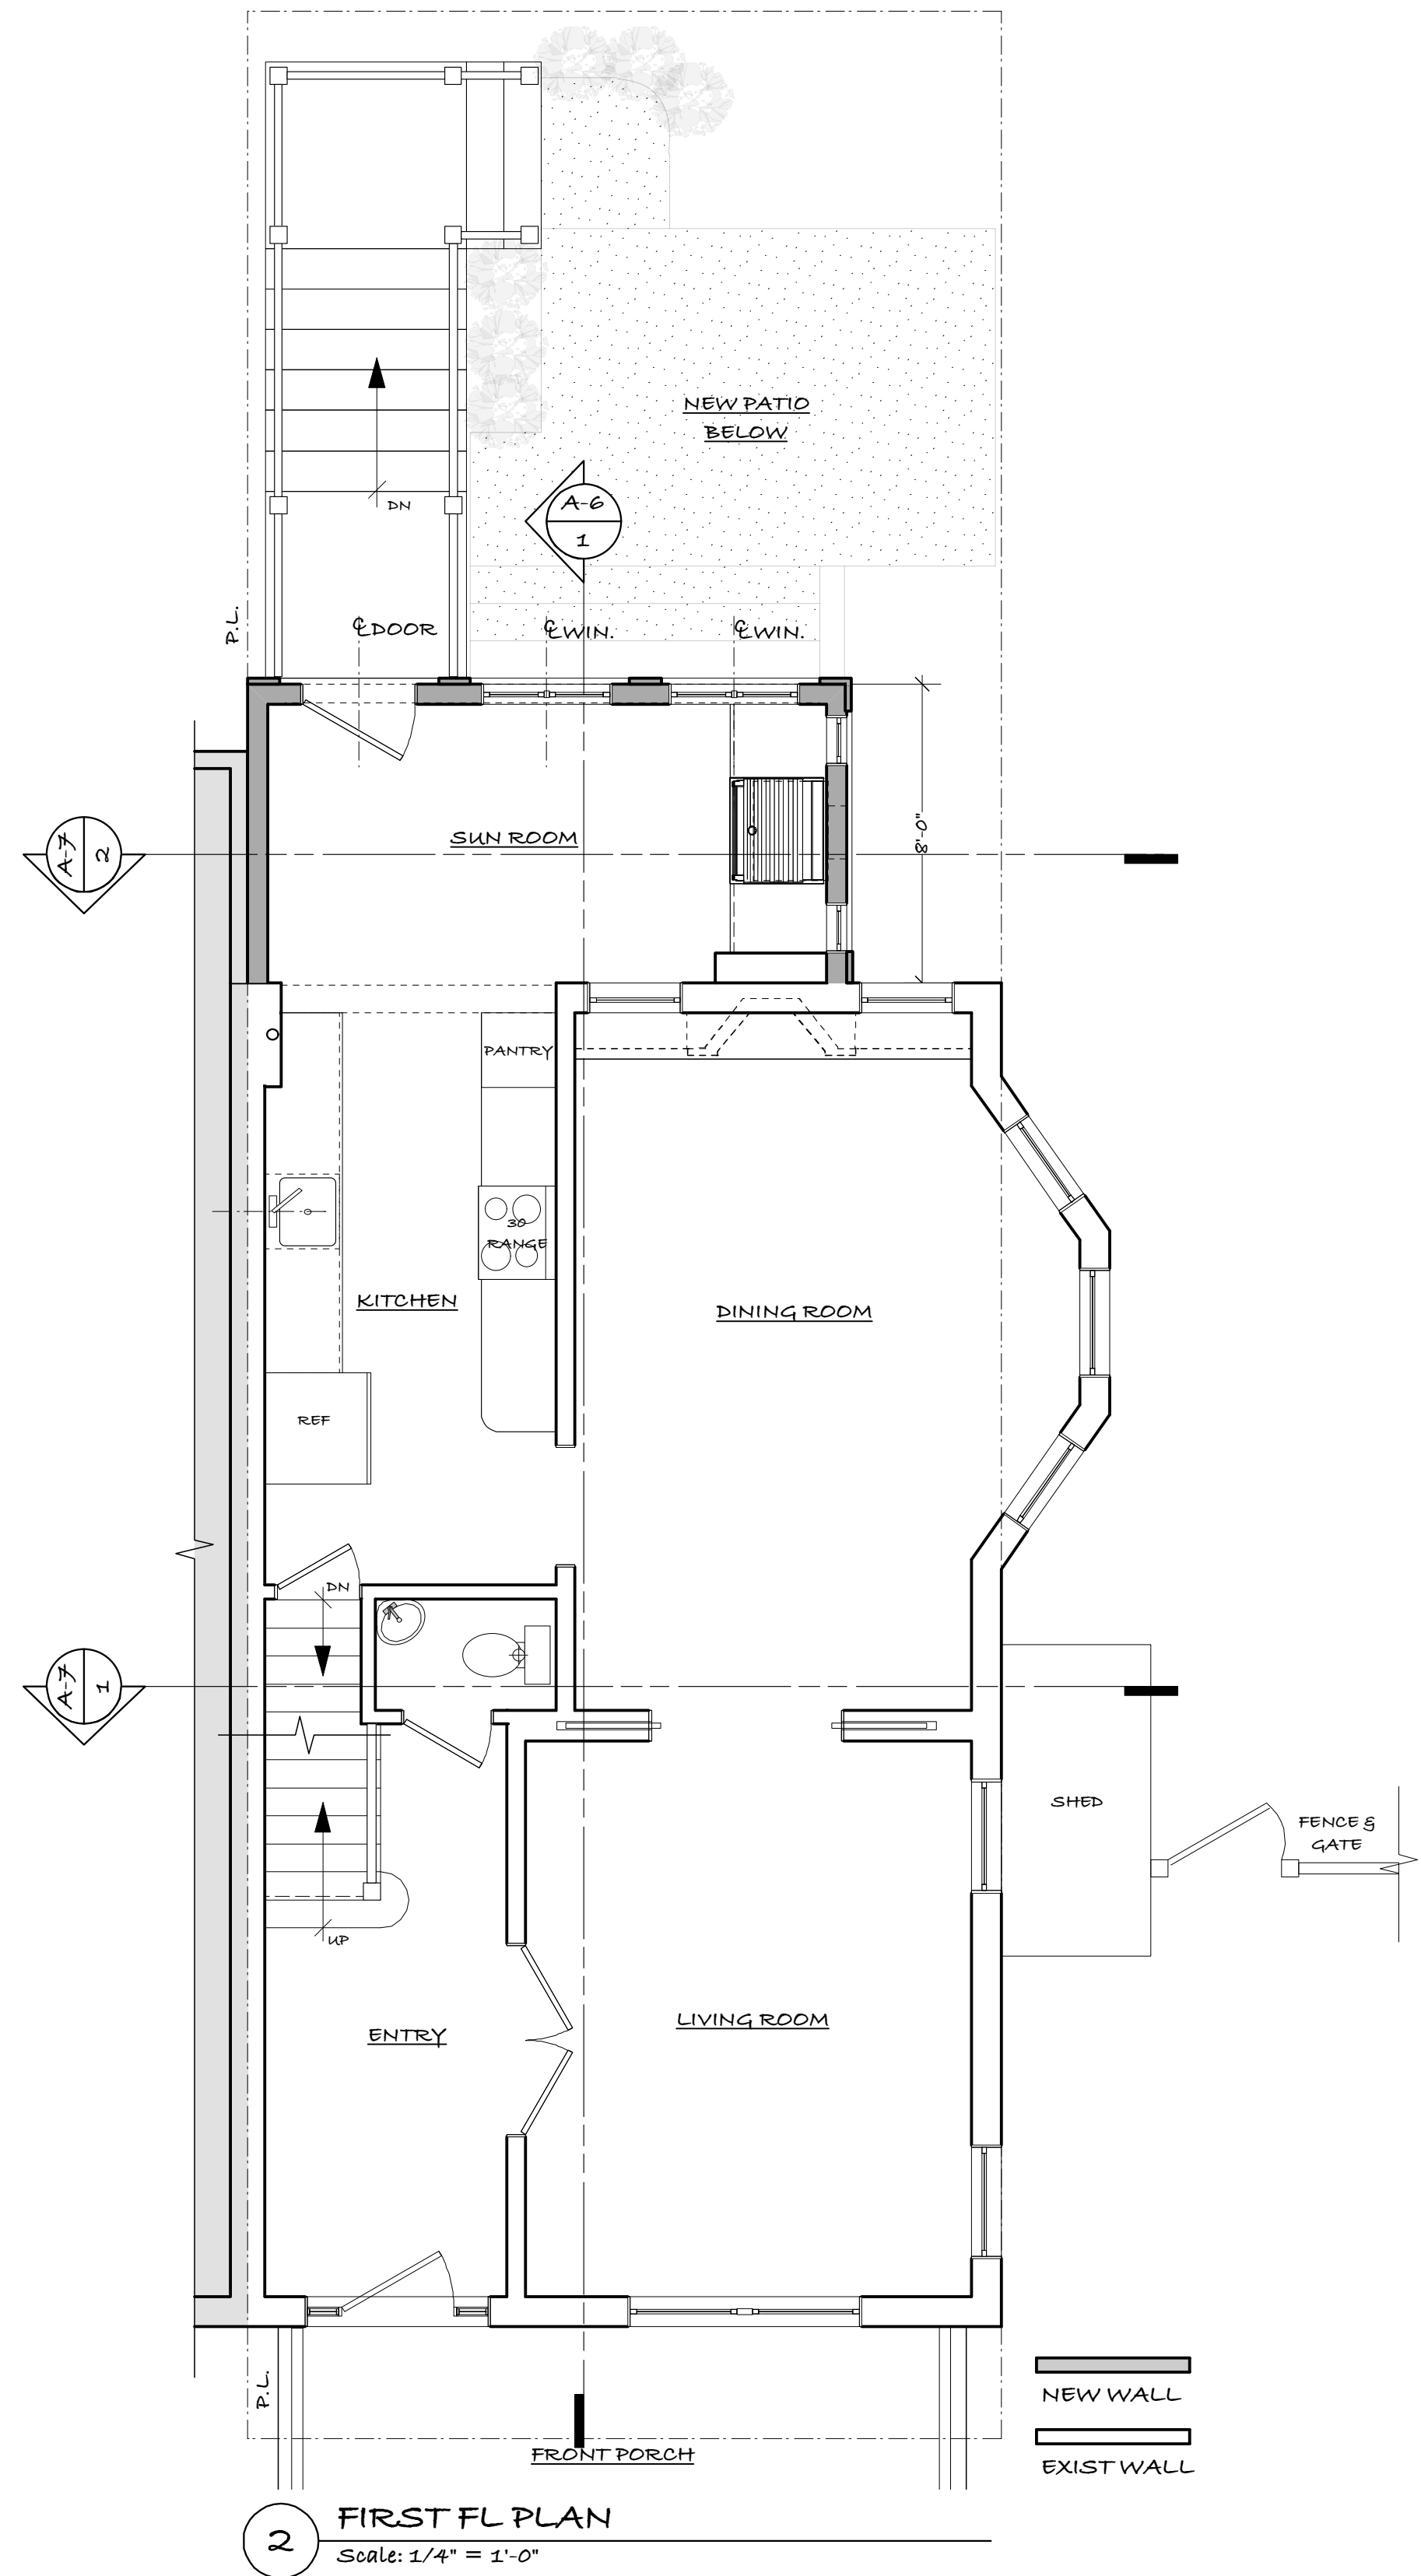 NEW PATIO
BELOW
DN
A-6
1
P.L.
℄ DOOR
℄ WIN.
℄ WIN.
8'-0"
SUN ROOM
A-7
2
PANTRY
30
RANGE
KITCHEN
DINING ROOM
REF
DN
A-7
1
SHED
FENCE &
GATE
UP
LIVING ROOM
ENTRY
P.L.
NEW WALL
FRONT PORCH
EXIST WALL
2
FIRST FL PLAN
Scale: 1/4" = 1'-0"